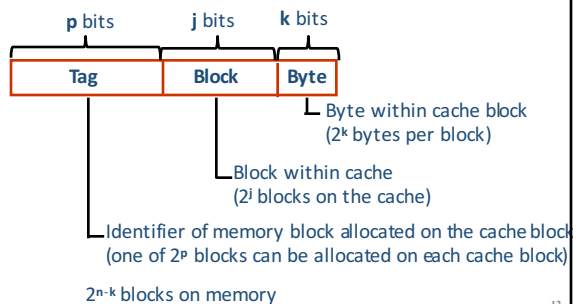 p bits j bits k bits
Tag Block Byte
Byte within cache block
(2ᵏ bytes per block)
Block within cache
(2ʲ blocks on the cache)
Identifier of memory block allocated on the cache block
(one of 2ᵖ blocks can be allocated on each cache block)
2ⁿ⁻ᵏ blocks on memory